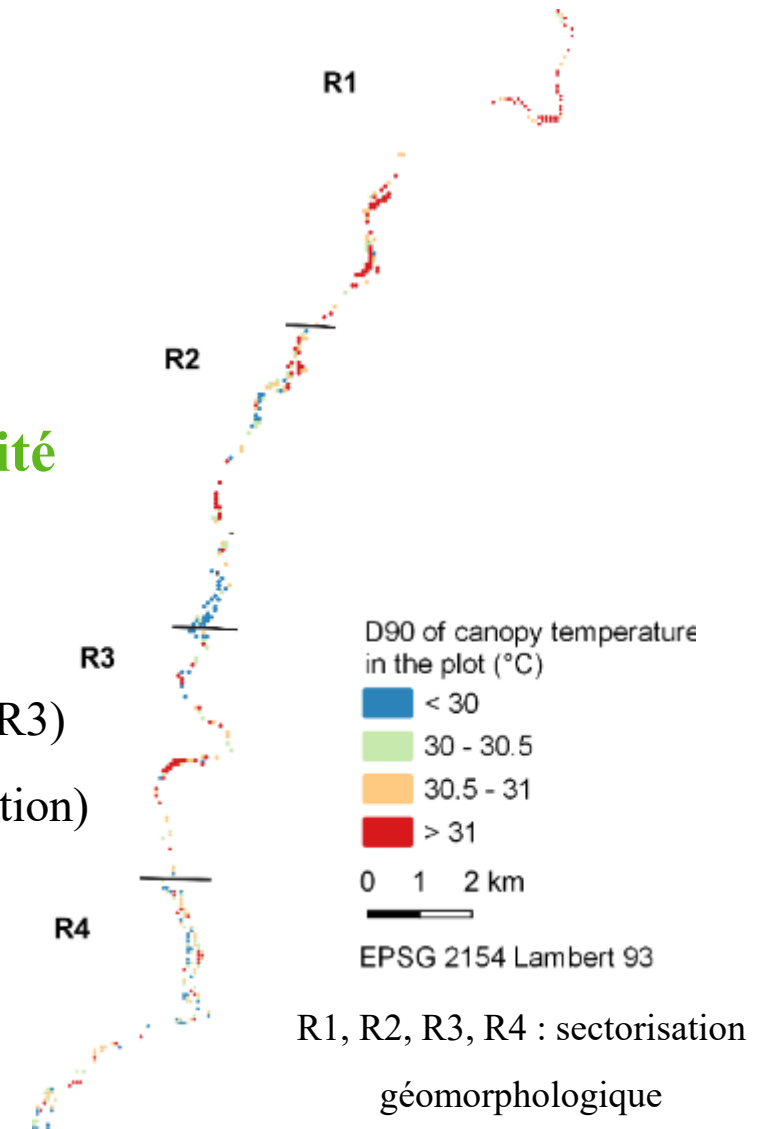 R1
R2
ité
R3
R3)
tion)
R4
D90 of canopy temperature
in the plot (°C)
< 30
30 - 30.5
30.5 - 31
> 31
0 1 2 km
EPSG 2154 Lambert 93
R1, R2, R3, R4 : sectorisation
géomorphologique